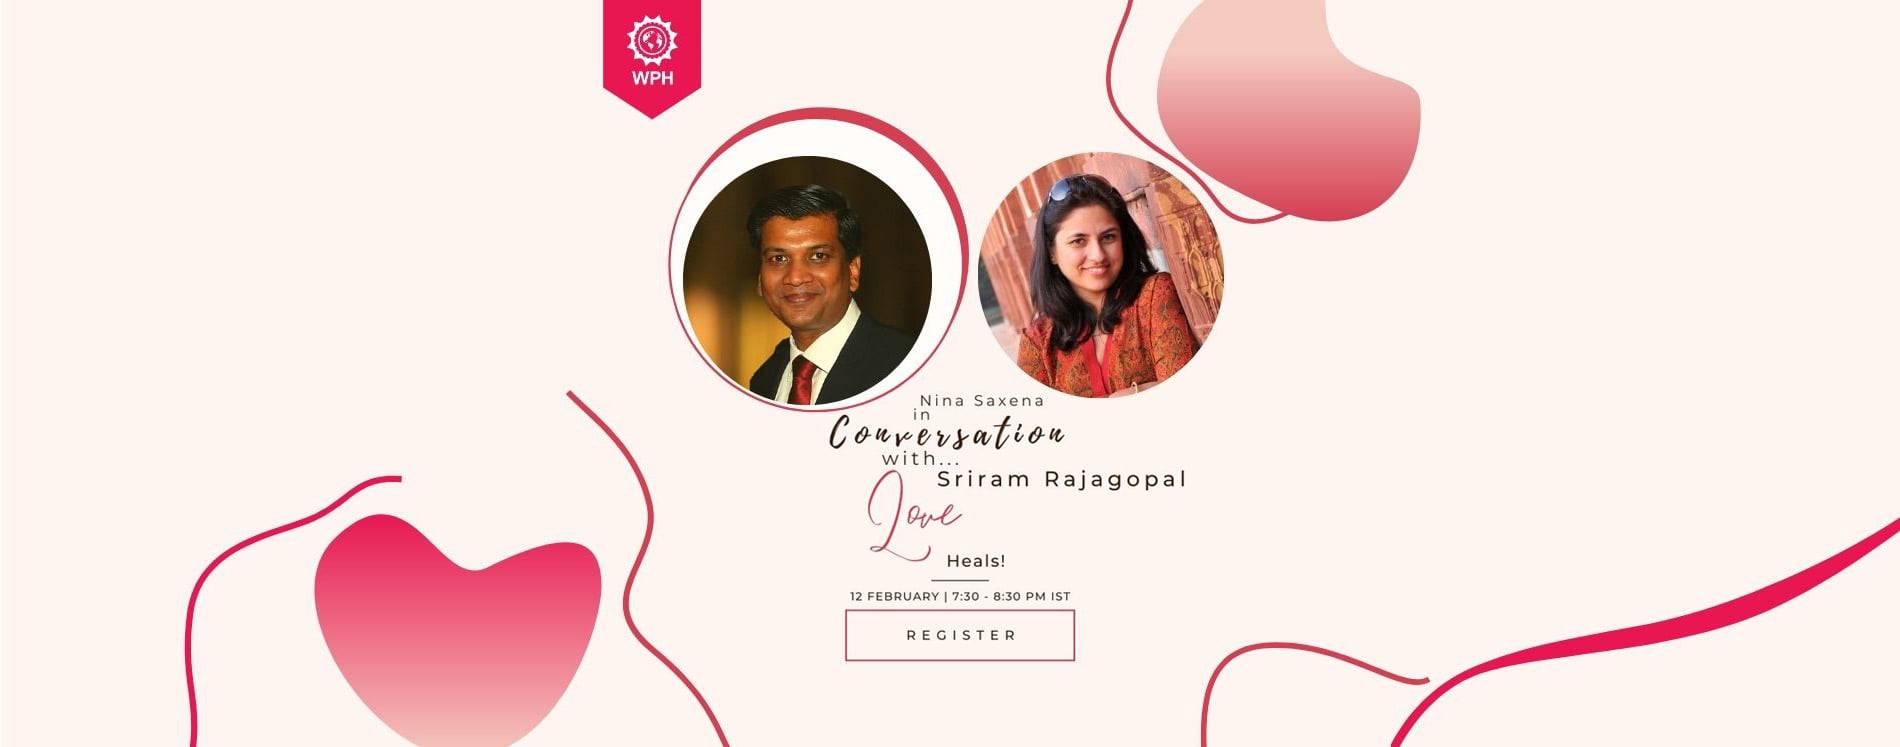 WPH
Nina Saxena
in
Conversation
with...
Sriram Rajagopal
Love
Heals!
12 FEBRUARY | 7:30 - 8:30 PM IST
REGISTER